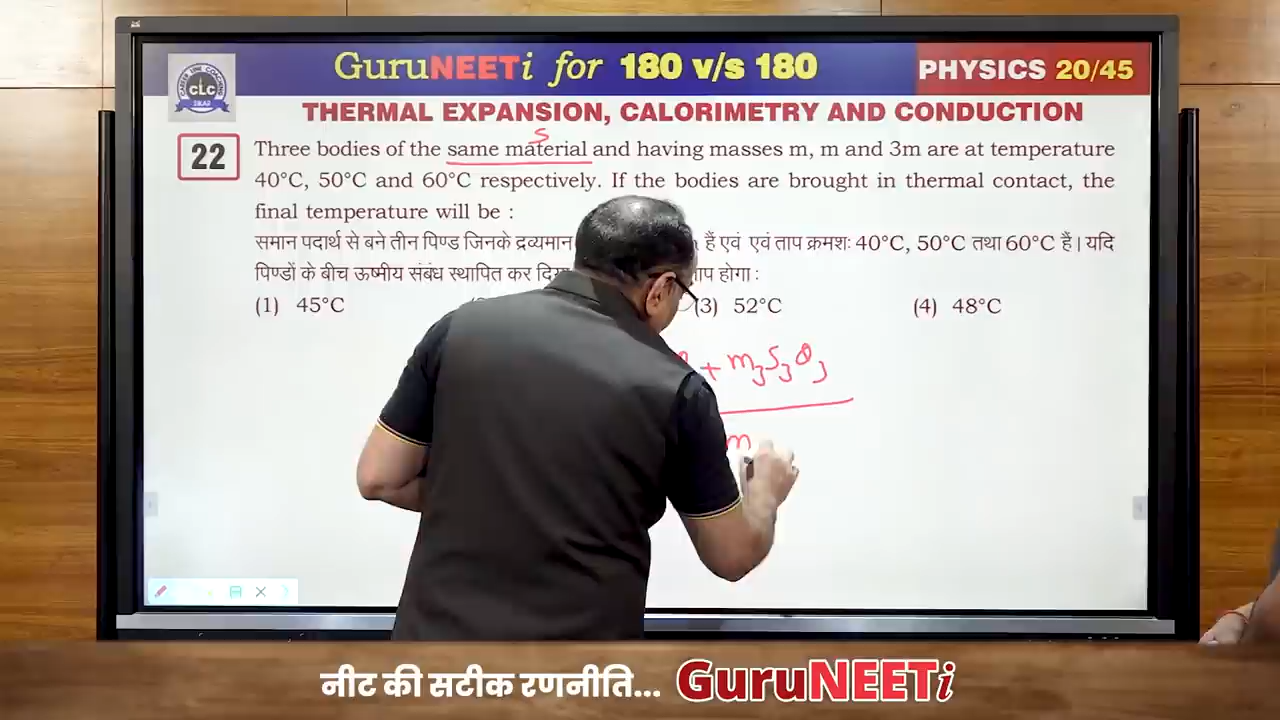 GuruNEETi for 180 v/s 180
PHYSICS 20/45
CLC
SIKAR
THERMAL EXPANSION, CALORIMETRY AND CONDUCTION
S
22 Three bodies of the same material and having masses m, m and 3m are at temperature
40°C, 50°C and 60°C respectively. If the bodies are brought in thermal contact, the
final temperature will be :
समान पदार्थ से बने तीन पिण्ड जिनके द्रव्यमान हैं एवं एवं ताप क्रमशः 40°C, 50°C तथा 60°C हैं। यदि
पिण्डों के बीच ऊष्मीय संबंध स्थापित कर होगा :
(1) 45°C (3) 52°C (4) 48°C
+ m₃S₃θ₃
m
नीट की सटीक रणनीति... GuruNEETi